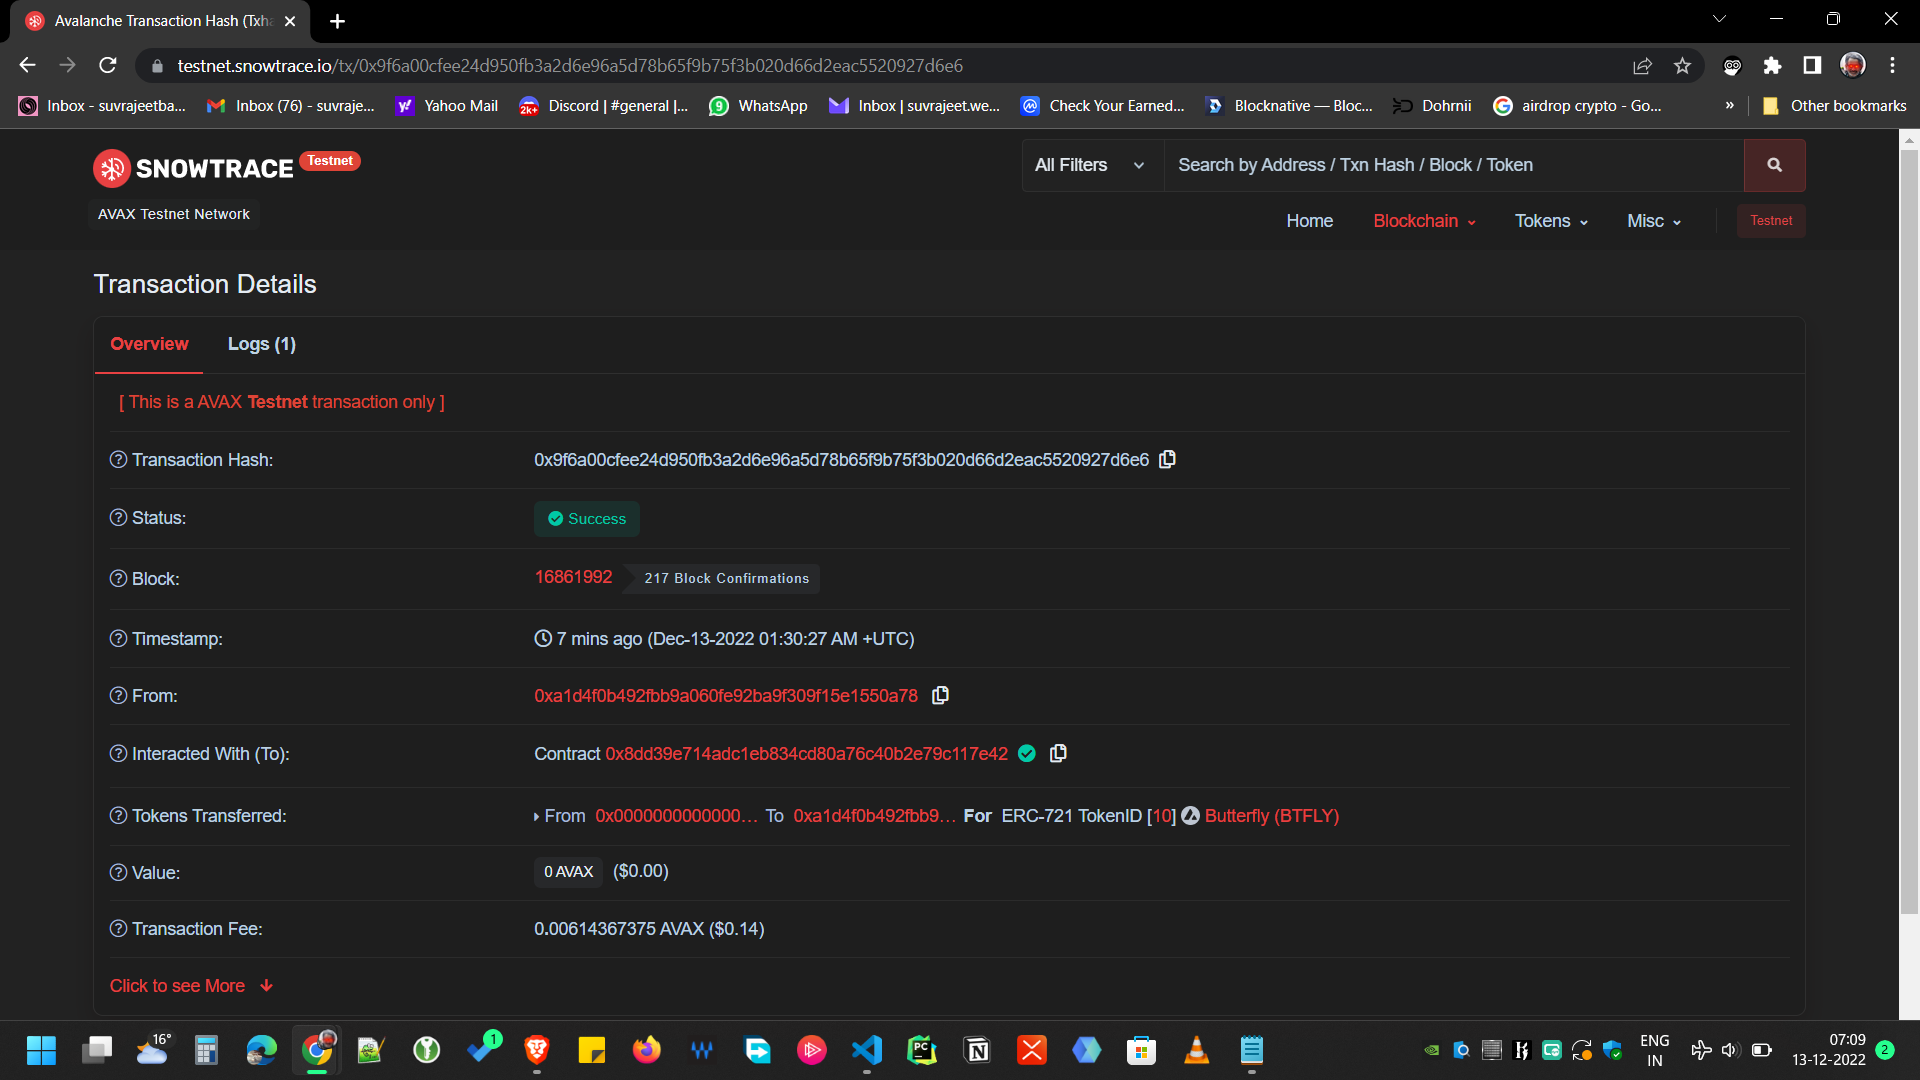 Avalanche Transaction Hash (Txha
testnet.snowtrace.io/tx/0x9f6a00cfee24d950fb3a2d6e96a5d78b65f9b75f3b020d66d2eac5520927d6e6
Inbox - suvrajeetba... Inbox (76) - suvraje... Yahoo Mail 2K+ Discord | #general |... 9 WhatsApp Inbox | suvrajeet.we... Check Your Earned... Blocknative — Bloc... Dohrnii airdrop crypto - Go... » Other bookmarks
SNOWTRACE Testnet
All Filters Search by Address / Txn Hash / Block / Token
AVAX Testnet Network
Home Blockchain Tokens Misc Testnet
Transaction Details
Overview Logs (1)
[ This is a AVAX Testnet transaction only ]
Transaction Hash: 0x9f6a00cfee24d950fb3a2d6e96a5d78b65f9b75f3b020d66d2eac5520927d6e6
Status: Success
Block: 16861992 217 Block Confirmations
Timestamp: 7 mins ago (Dec-13-2022 01:30:27 AM +UTC)
From: 0xa1d4f0b492fbb9a060fe92ba9f309f15e1550a78
Interacted With (To): Contract 0x8dd39e714adc1eb834cd80a76c40b2e79c117e42
Tokens Transferred: From 0x0000000000000... To 0xa1d4f0b492fbb9... For ERC-721 TokenID [10] Butterfly (BTFLY)
Value: 0 AVAX ($0.00)
Transaction Fee: 0.00614367375 AVAX ($0.14)
Click to see More
16° 1 PC N ENG 07:09 2
IN 13-12-2022